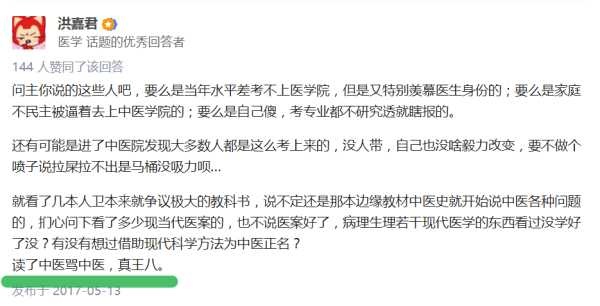 洪嘉君
医学 话题的优秀回答者
144 人赞同了该回答
问主你说的这些人吧，要么是当年水平差考不上医学院，但是又特别羡慕医生身份的；要么是家庭
不民主被逼着去上中医学院的；要么是自己傻，考专业都不研究透就瞎报的。
还有可能是进了中医院发现大多数人都是这么考上来的，没人带，自己也没啥毅力改变，要不做个
喷子说拉屎拉不出是马桶没吸力呗...
就看了几本人卫本来就争议极大的教科书，说不定还是那本边缘教材中医史就开始说中医各种问题
的，扪心问下看了多少现当代医案的，也不说医案好了，病理生理若干现代医学的东西看过没学好
了没？有没有想过借助现代科学方法为中医正名？
读了中医骂中医，真王八。
发布于 2017-05-13